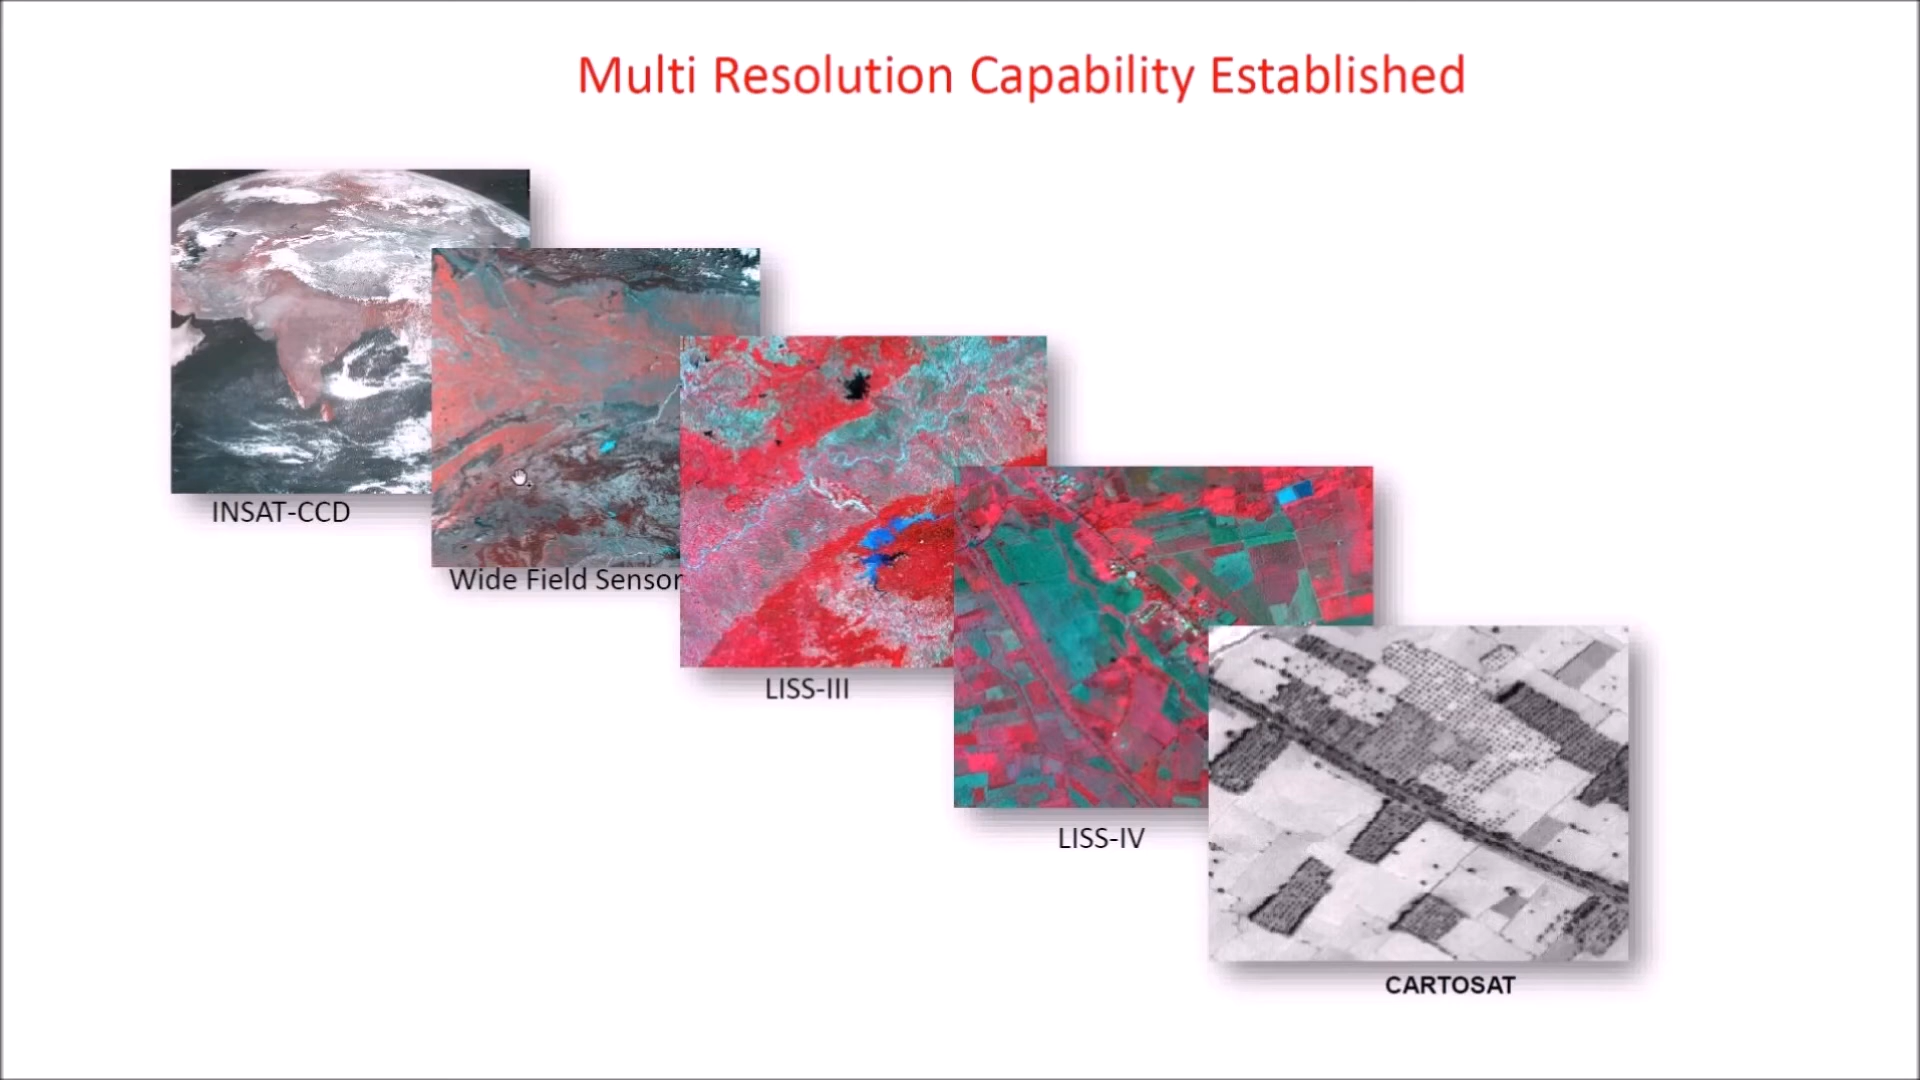 Multi Resolution Capability Established
INSAT-CCD
Wide Field Sensor
LISS-III
LISS-IV
CARTOSAT